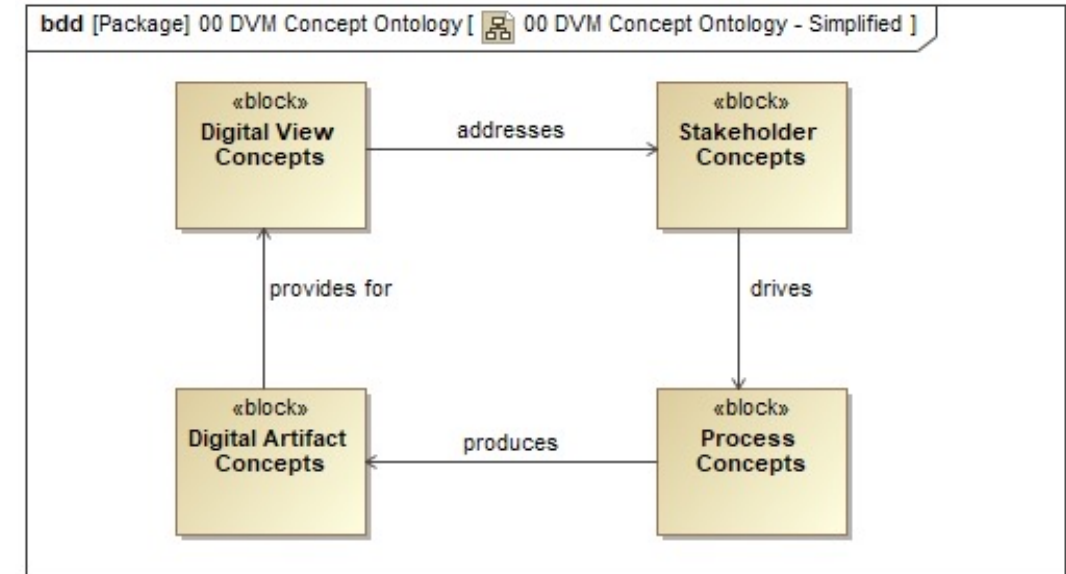 bdd [Package] 00 DVM Concept Ontology [ 00 DVM Concept Ontology - Simplified ]
«block»
Digital View
Concepts
addresses
«block»
Stakeholder
Concepts
provides for
drives
«block»
Digital Artifact
Concepts
produces
«block»
Process
Concepts